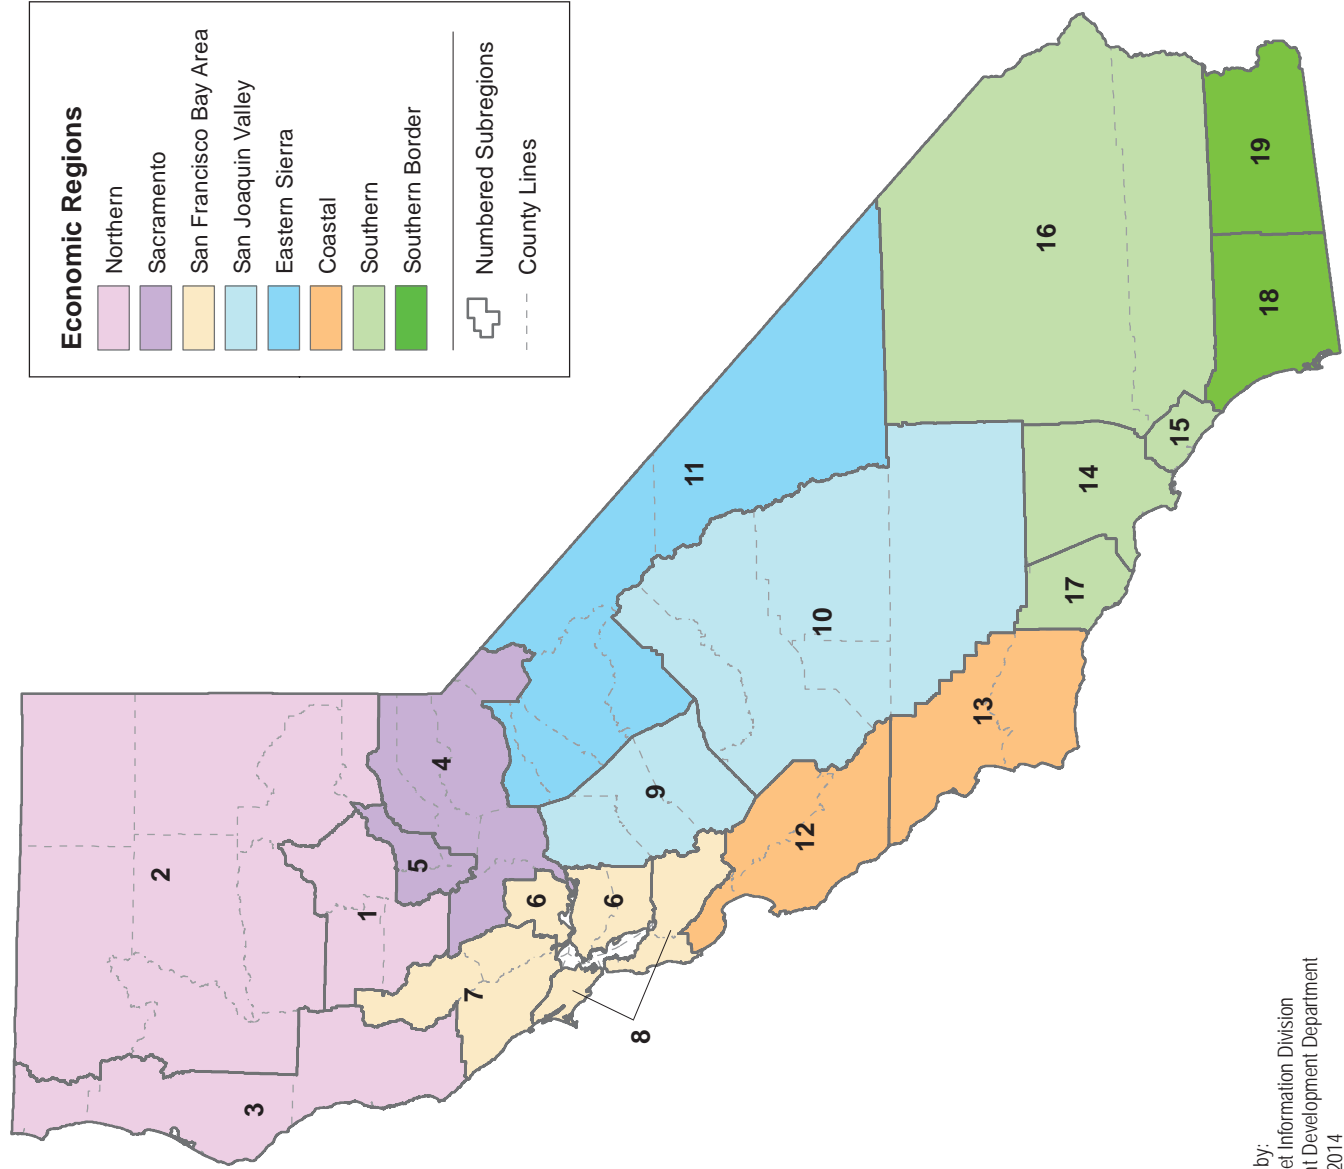 Economic Regions
Northern
Sacramento
San Francisco Bay Area
San Joaquin Valley
Eastern Sierra
Coastal
Southern
Southern Border
Numbered Subregions
County Lines
2
1
3
4
5
6
6
7
8
9
11
10
12
13
16
14
15
17
18
19
by:
et Information Division
t Development Department
2014